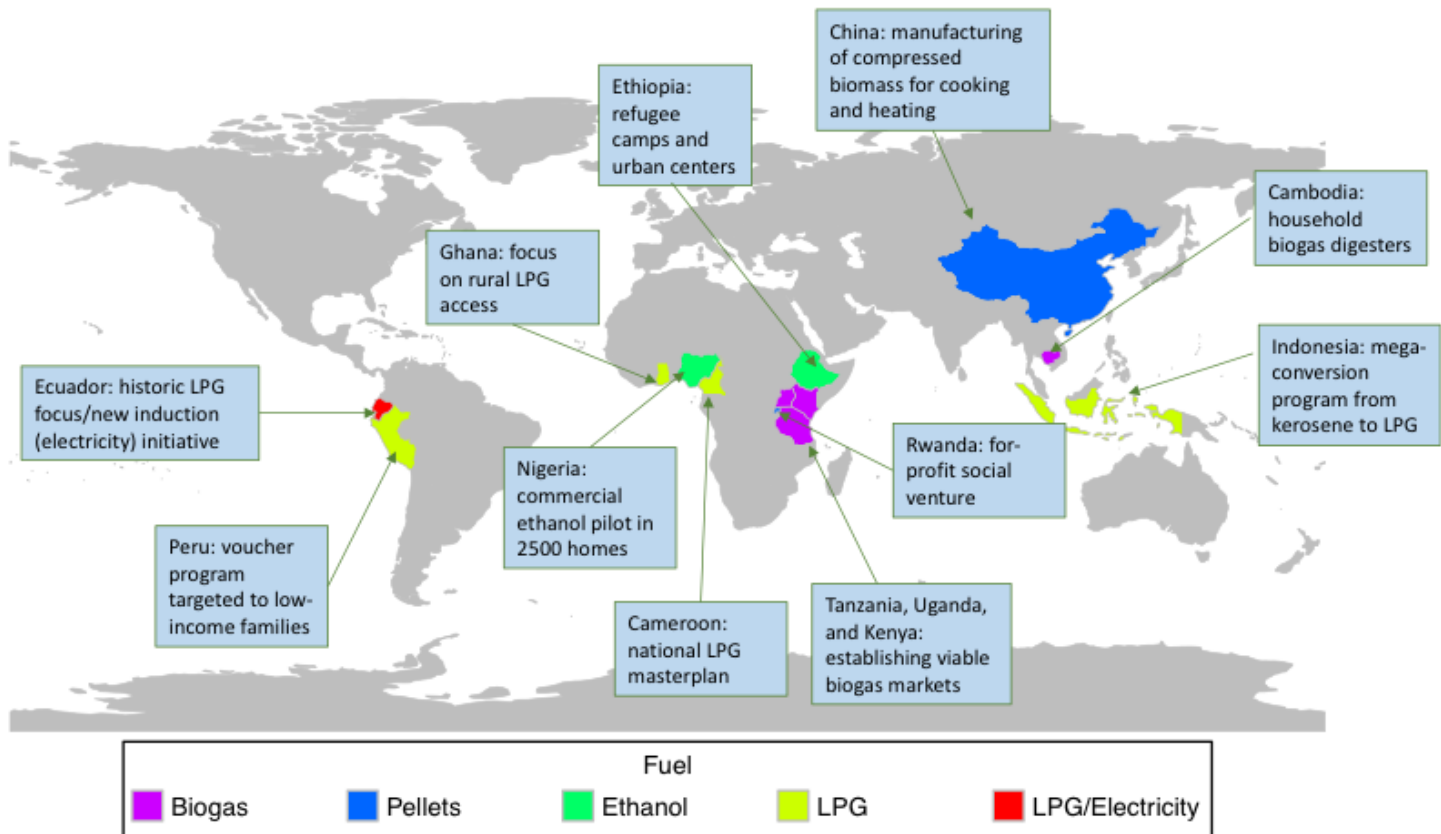 China: manufacturing
of compressed
biomass for cooking
and heating
Ethiopia:
refugee
camps and
urban centers
Cambodia:
household
biogas digesters
Ghana: focus
on rural LPG
access
Indonesia: mega-
conversion
program from
kerosene to LPG
Ecuador: historic LPG
focus/new induction
(electricity) initiative
Nigeria:
commercial
ethanol pilot in
2500 homes
Rwanda: for-
profit social
venture
Peru: voucher
program
targeted to low-
income families
Cameroon:
national LPG
masterplan
Tanzania, Uganda,
and Kenya:
establishing viable
biogas markets
Fuel
Biogas
Pellets
Ethanol
LPG
LPG/Electricity